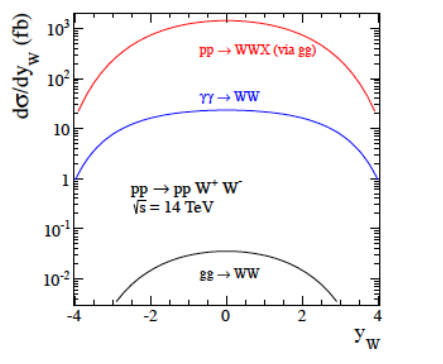 dσ/dy_W (fb)
10³
pp → WWX (via gg)
10²
γγ → WW
10
1
pp → pp W⁺ W⁻
√s = 14 TeV
10⁻¹
10⁻²
gg → WW
-4 -2 0 2 4
y_W